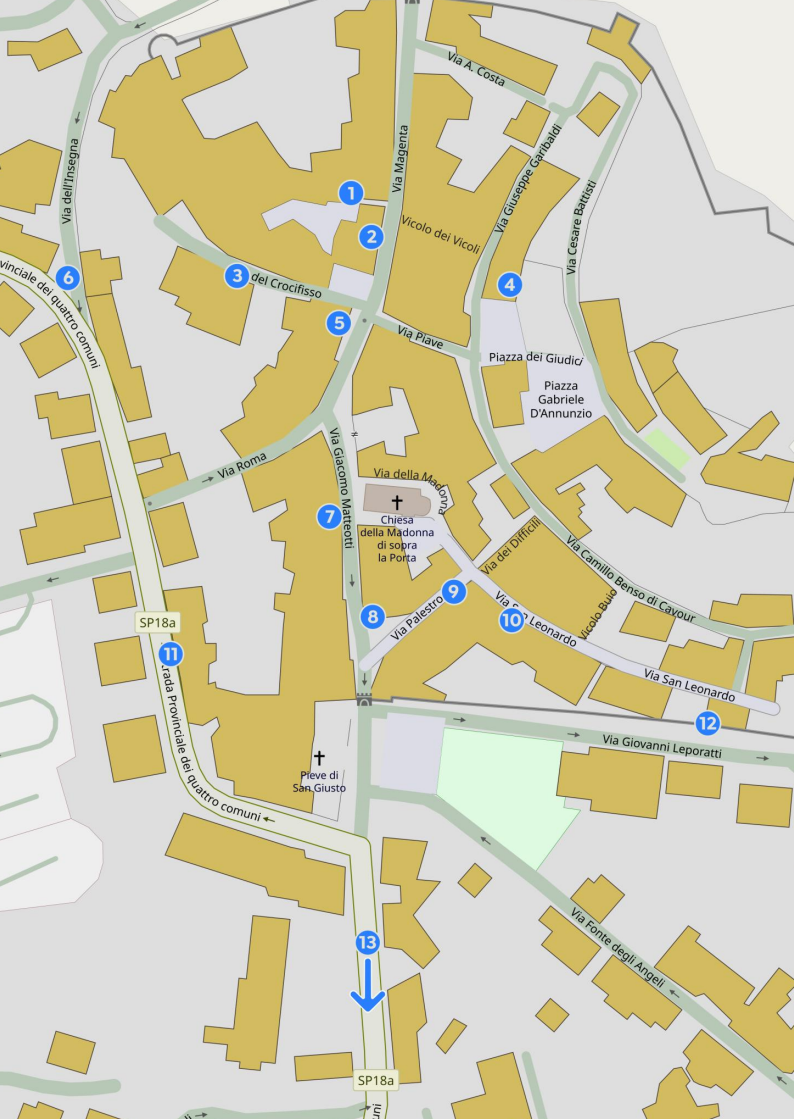 Via A. Costa
Via Magenta
Via Giuseppe Garibaldi
Via dell'Insegna
1
Via Cesare Battisti
2
Vicolo dei Vicoli
3
del Crocifisso
6
4
vinciale dei quattro comuni
5
Via Piave
Piazza dei Giudici
Piazza
Gabriele
D'Annunzio
Via Roma
Via Giacomo Matteotti
Via della Madonna
7
Chiesa
della Madonna
di sopra
la Porta
Via dei Difficili
Via Camillo Benso di Cavour
9
8
Via Palestro
10
Via San Leonardo
Vicolo Buio
SP18a
11
Via San Leonardo
12
trada Provinciale dei quattro comuni
Via Giovanni Leporatti
Pieve di
San Giusto
Via Fonte degli Angeli
13
SP18a